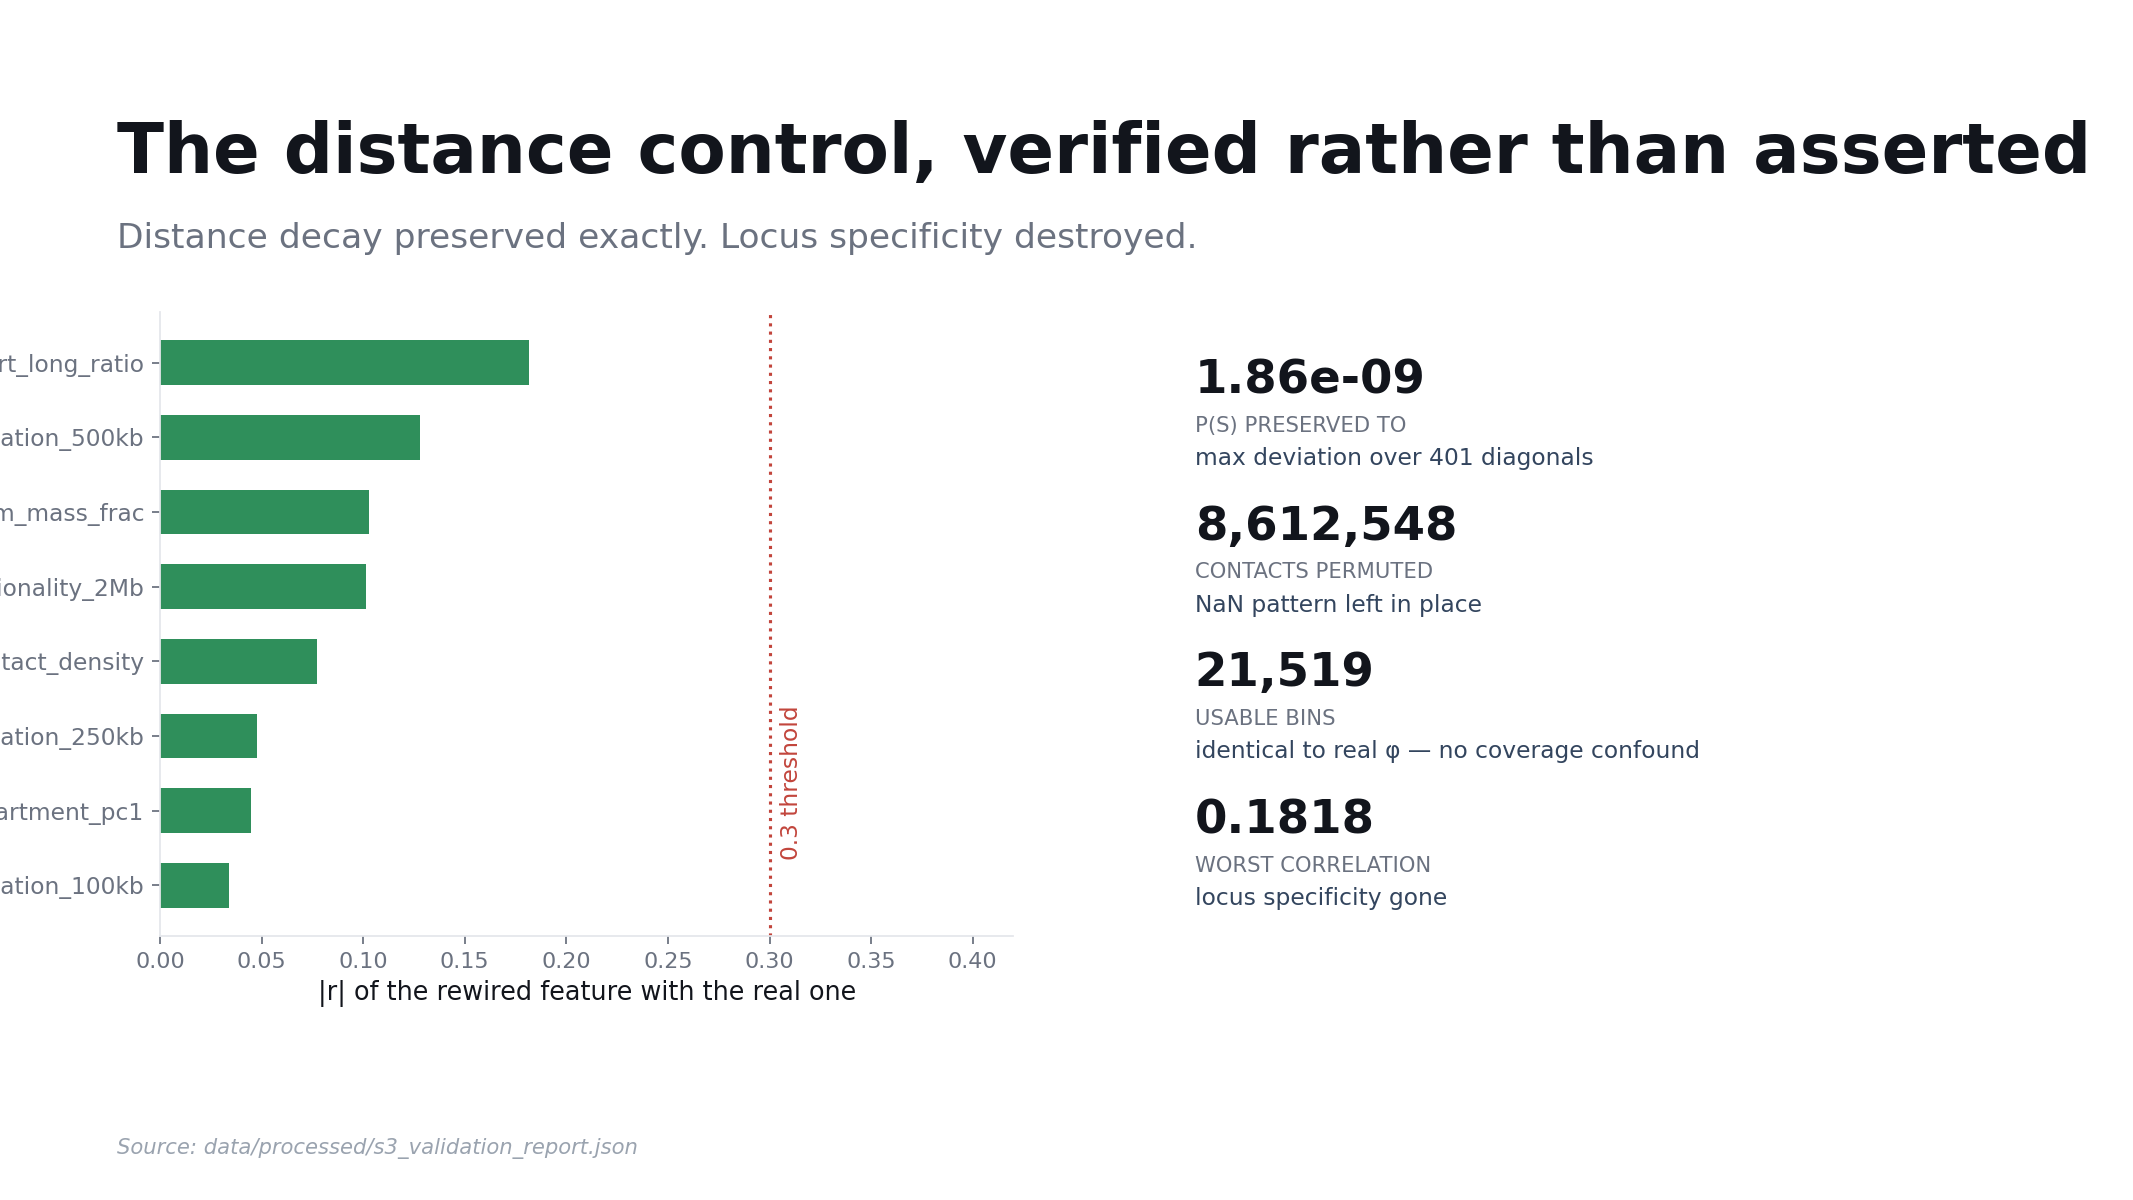 The distance control, verified rather than asserted
Distance decay preserved exactly. Locus specificity destroyed.
rt_long_ratio
ation_500kb
m_mass_frac
ionality_2Mb
tact_density
ation_250kb
artment_pc1
ation_100kb
0.3 threshold
0.00 0.05 0.10 0.15 0.20 0.25 0.30 0.35 0.40
|r| of the rewired feature with the real one
1.86e-09
P(S) PRESERVED TO
max deviation over 401 diagonals
8,612,548
CONTACTS PERMUTED
NaN pattern left in place
21,519
USABLE BINS
identical to real φ — no coverage confound
0.1818
WORST CORRELATION
locus specificity gone
Source: data/processed/s3_validation_report.json